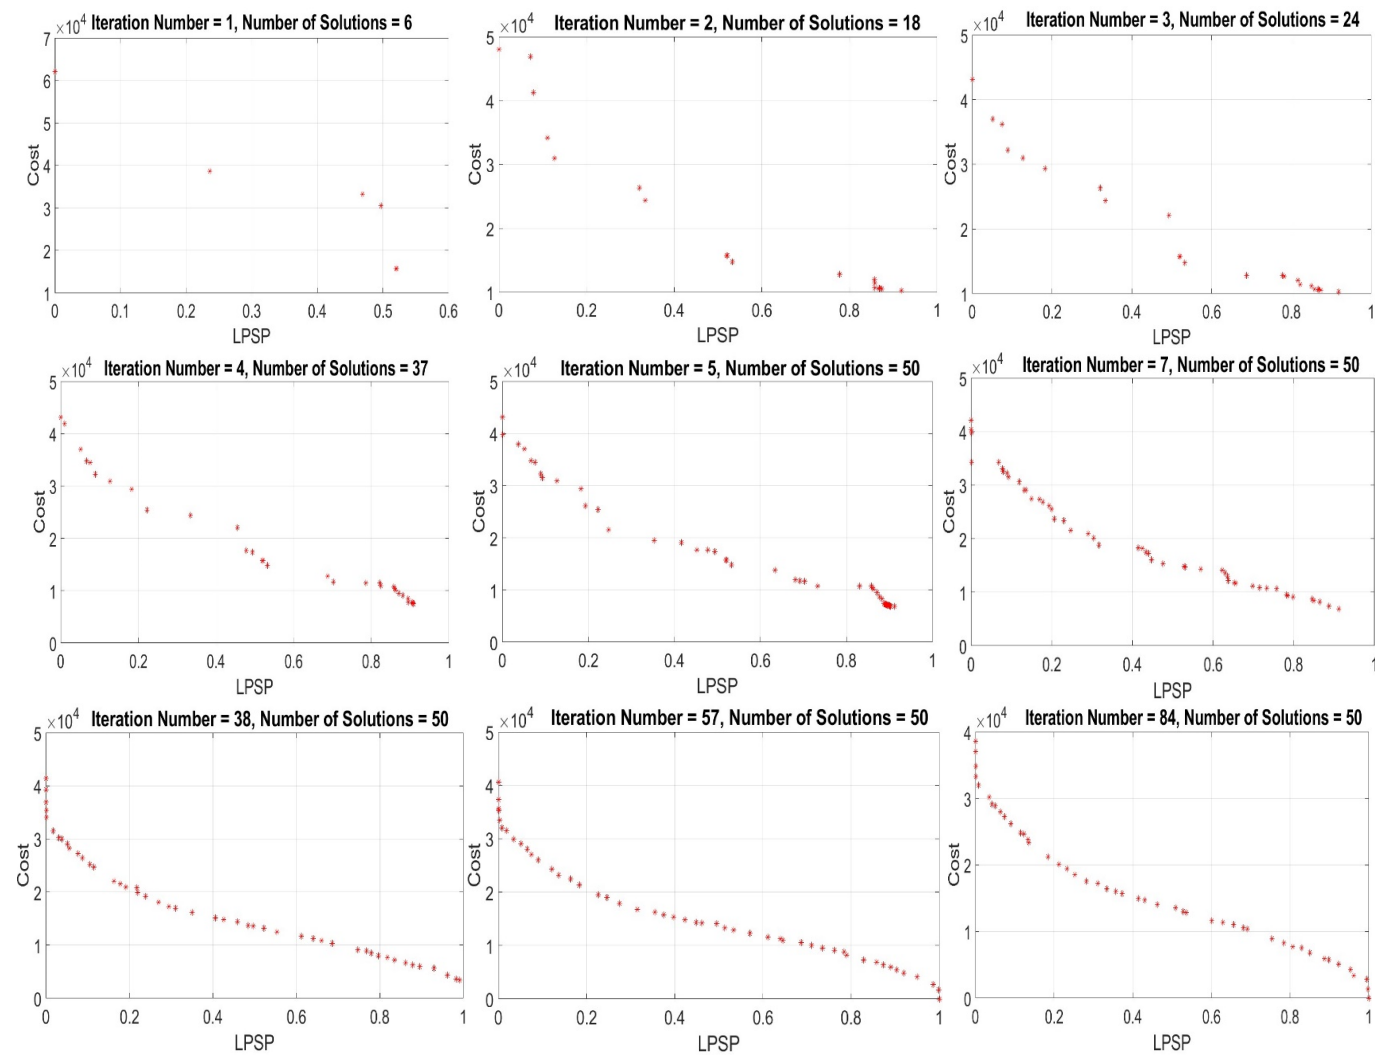 ×10⁴ Iteration Number = 1, Number of Solutions = 6
7
6
5
4
3
2
1
Cost
0 0.1 0.2 0.3 0.4 0.5 0.6
LPSP
×10⁴ Iteration Number = 2, Number of Solutions = 18
5
4
3
2
1
Cost
0 0.2 0.4 0.6 0.8 1
LPSP
×10⁴ Iteration Number = 3, Number of Solutions = 24
5
4
3
2
1
Cost
0 0.2 0.4 0.6 0.8 1
LPSP
×10⁴ Iteration Number = 4, Number of Solutions = 37
5
4
3
2
1
0
Cost
0 0.2 0.4 0.6 0.8 1
LPSP
×10⁴ Iteration Number = 5, Number of Solutions = 50
5
4
3
2
1
0
Cost
0 0.2 0.4 0.6 0.8 1
LPSP
×10⁴ Iteration Number = 7, Number of Solutions = 50
5
4
3
2
1
0
Cost
0 0.2 0.4 0.6 0.8 1
LPSP
×10⁴ Iteration Number = 38, Number of Solutions = 50
5
4
3
2
1
0
Cost
0 0.2 0.4 0.6 0.8 1
LPSP
×10⁴ Iteration Number = 57, Number of Solutions = 50
5
4
3
2
1
0
Cost
0 0.2 0.4 0.6 0.8 1
LPSP
×10⁴ Iteration Number = 84, Number of Solutions = 50
4
3
2
1
0
Cost
0 0.2 0.4 0.6 0.8 1
LPSP